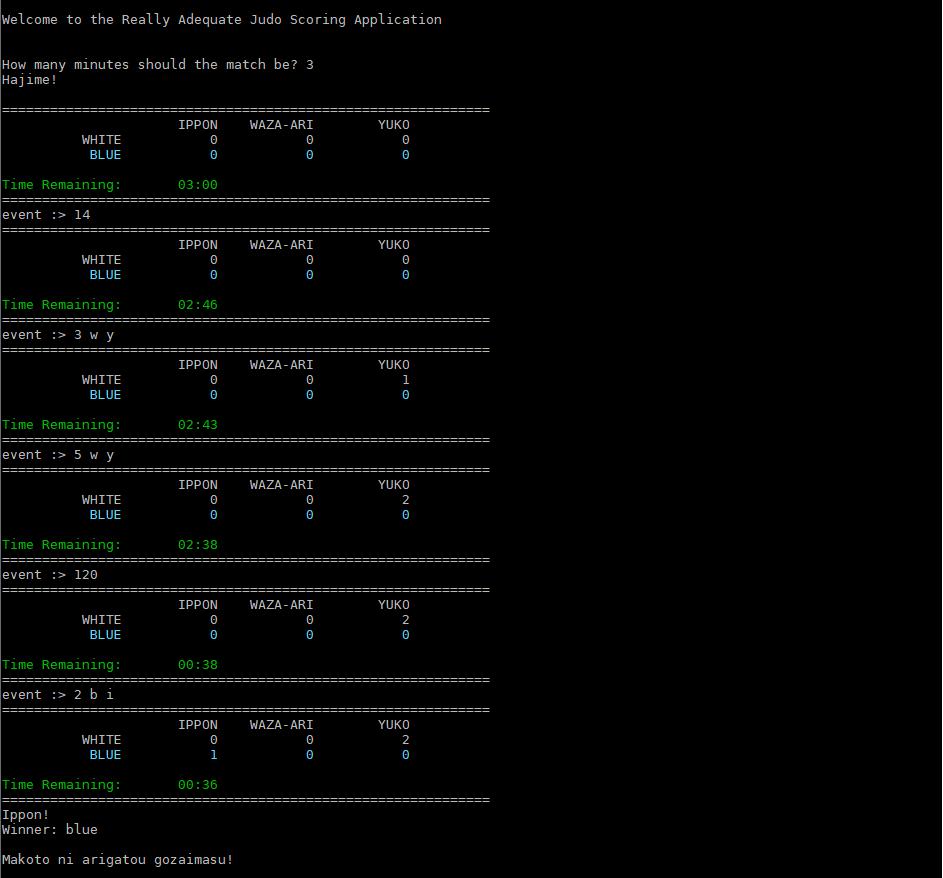 Welcome to the Really Adequate Judo Scoring Application
How many minutes should the match be? 3
Hajime!
=============================================================
IPPON    WAZA-ARI        YUKO
WHITE           0           0           0
BLUE           0           0           0
Time Remaining:       03:00
=============================================================
event :> 14
=============================================================
IPPON    WAZA-ARI        YUKO
WHITE           0           0           0
BLUE           0           0           0
Time Remaining:       02:46
=============================================================
event :> 3 w y
=============================================================
IPPON    WAZA-ARI        YUKO
WHITE           0           0           1
BLUE           0           0           0
Time Remaining:       02:43
=============================================================
event :> 5 w y
=============================================================
IPPON    WAZA-ARI        YUKO
WHITE           0           0           2
BLUE           0           0           0
Time Remaining:       02:38
=============================================================
event :> 120
=============================================================
IPPON    WAZA-ARI        YUKO
WHITE           0           0           2
BLUE           0           0           0
Time Remaining:       00:38
=============================================================
event :> 2 b i
=============================================================
IPPON    WAZA-ARI        YUKO
WHITE           0           0           2
BLUE           1           0           0
Time Remaining:       00:36
=============================================================
Ippon!
Winner: blue
Makoto ni arigatou gozaimasu!